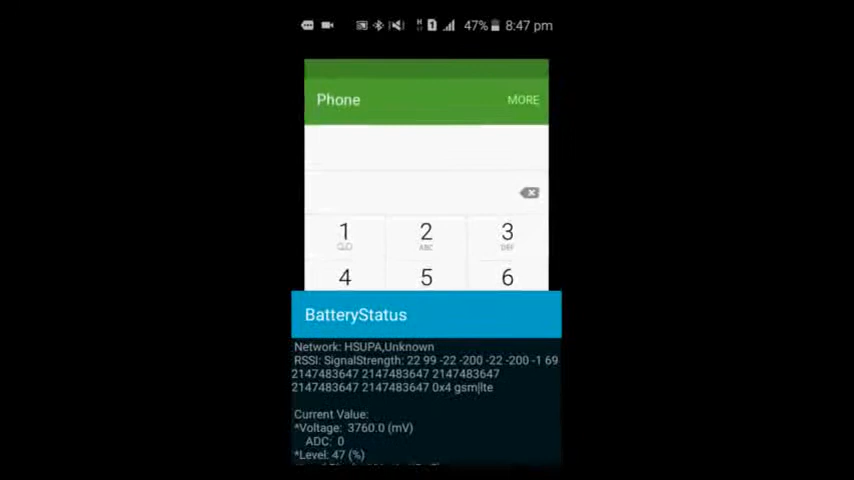 47% 8:47 pm
Phone MORE
1 2 3
ABC DEF
4 5 6
BatteryStatus
Network: HSUPA,Unknown
RSSI: SignalStrength: 22 99 -22 -200 -22 -200 -1 69
2147483647 2147483647 2147483647
2147483647 2147483647 0x4 gsm|lte
Current Value:
*Voltage: 3760.0 (mV)
ADC: 0
*Level: 47 (%)